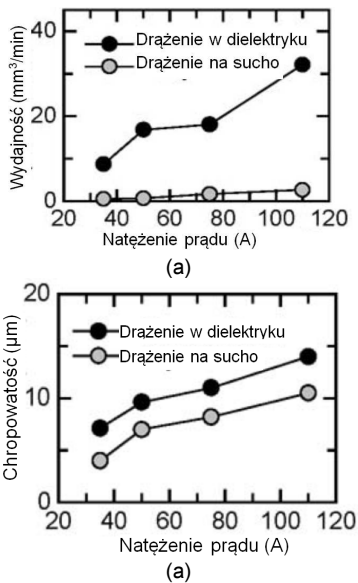 Wydajność (mm³/min)
40
20
0
Drążenie w dielektryku
Drążenie na sucho
20 40 60 80 100 120
Natężenie prądu (A)
(a)
Chropowatość (µm)
20
10
0
Drążenie w dielektryku
Drążenie na sucho
20 40 60 80 100 120
Natężenie prądu (A)
(a)